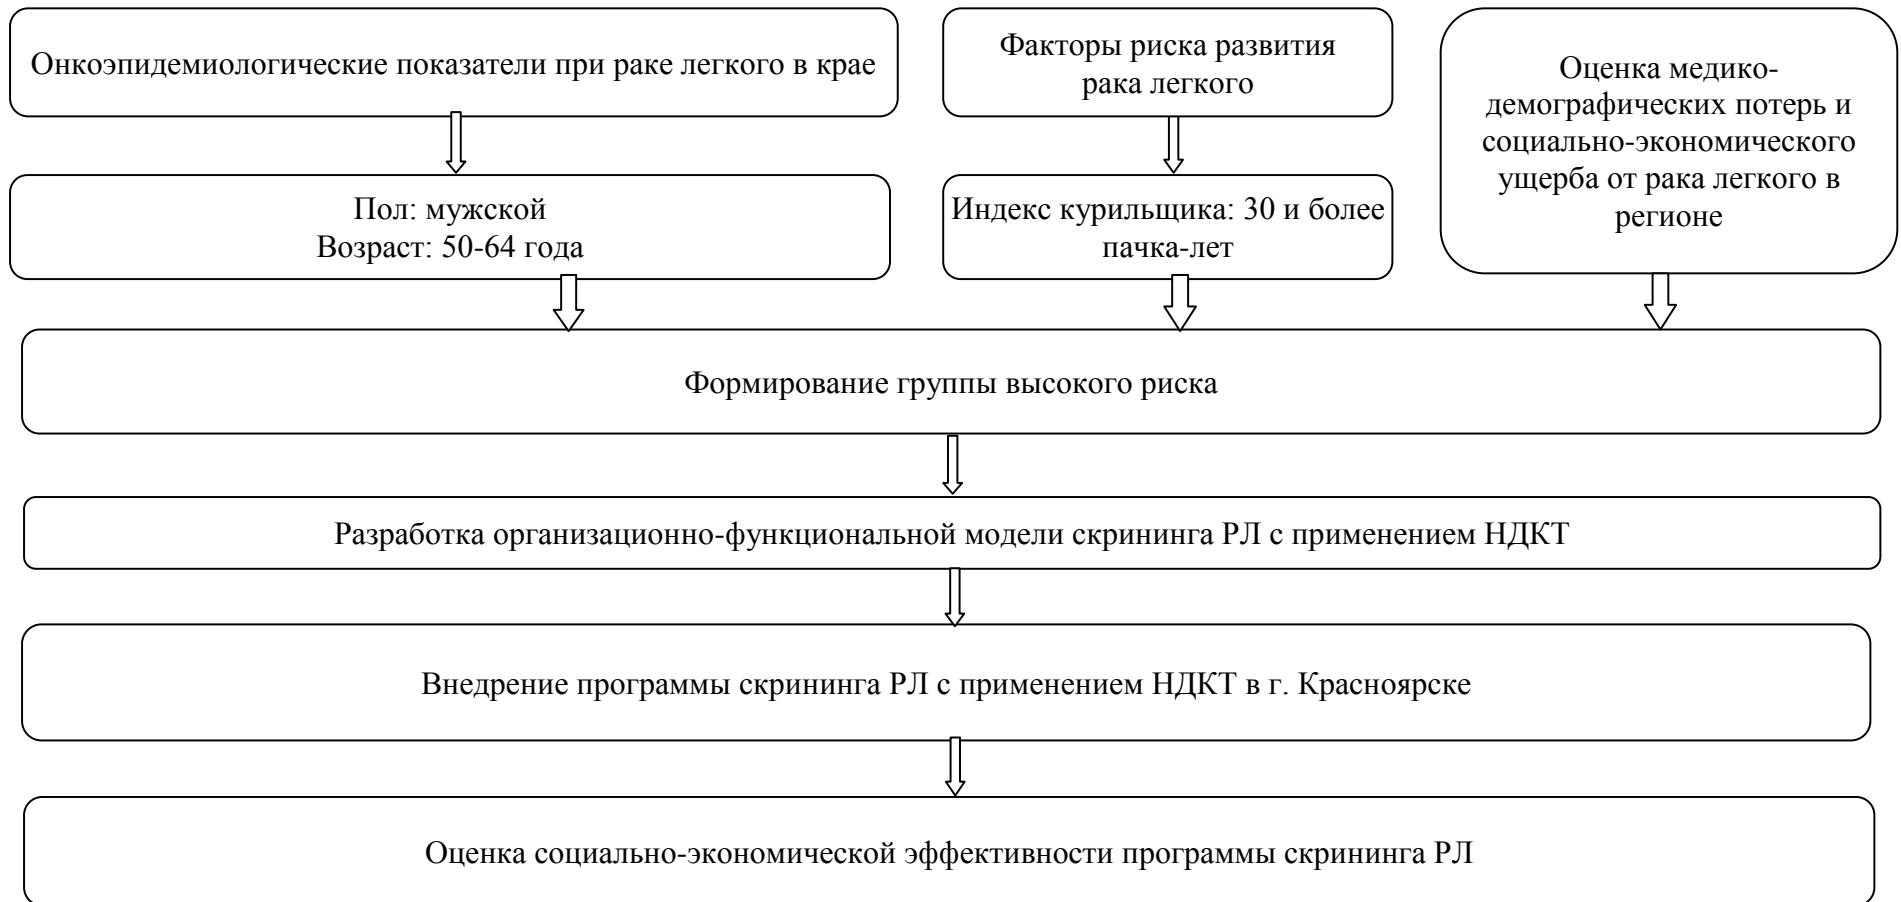 Онкоэпидемиологические показатели при раке легкого в крае
Факторы риска развития
рака легкого
Оценка медико-
демографических потерь и
социально-экономического
ущерба от рака легкого в
регионе
Пол: мужской
Возраст: 50-64 года
Индекс курильщика: 30 и более
пачка-лет
Формирование группы высокого риска
Разработка организационно-функциональной модели скрининга РЛ с применением НДКТ
Внедрение программы скрининга РЛ с применением НДКТ в г. Красноярске
Оценка социально-экономической эффективности программы скрининга РЛ